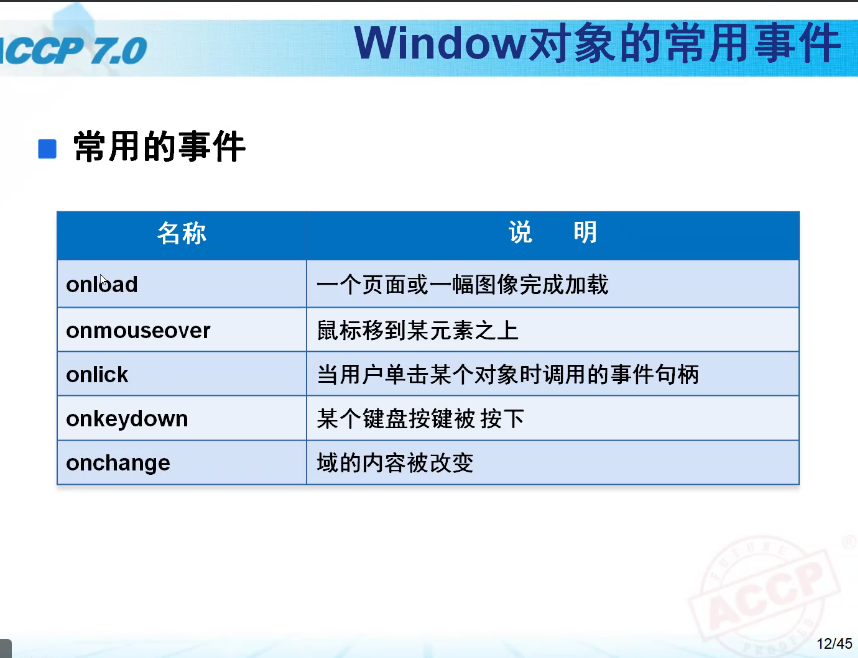 ACCP 7.0
Window对象的常用事件
常用的事件
名称 说 明
onload 一个页面或一幅图像完成加载
onmouseover 鼠标移到某元素之上
onlick 当用户单击某个对象时调用的事件句柄
onkeydown 某个键盘按键被 按下
onchange 域的内容被改变
ACCP
®
12/45